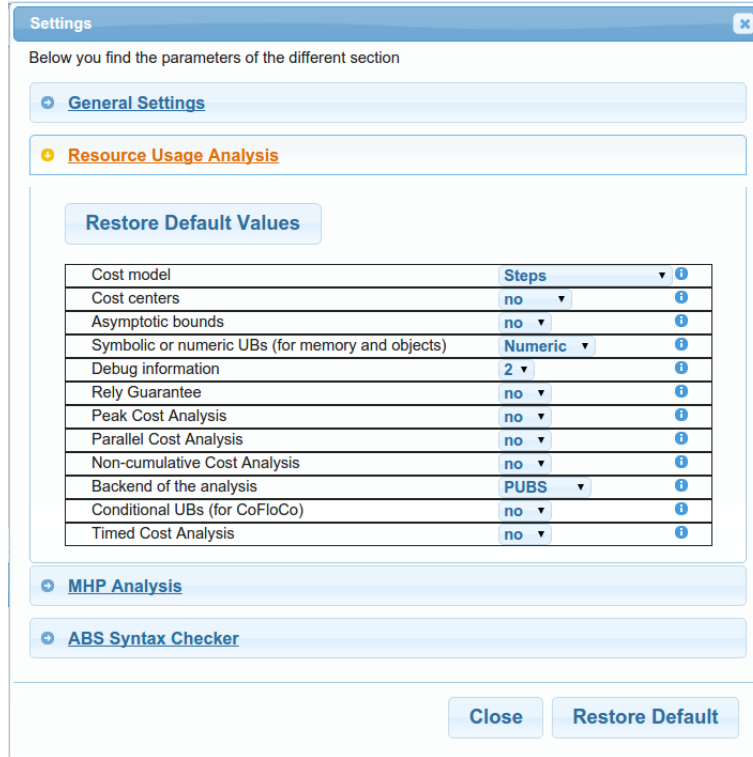 Settings
Below you find the parameters of the different section
General Settings
Resource Usage Analysis
Restore Default Values
Cost model Steps
Cost centers no
Asymptotic bounds no
Symbolic or numeric UBs (for memory and objects) Numeric
Debug information 2
Rely Guarantee no
Peak Cost Analysis no
Parallel Cost Analysis no
Non-cumulative Cost Analysis no
Backend of the analysis PUBS
Conditional UBs (for CoFloCo) no
Timed Cost Analysis no
MHP Analysis
ABS Syntax Checker
Close Restore Default